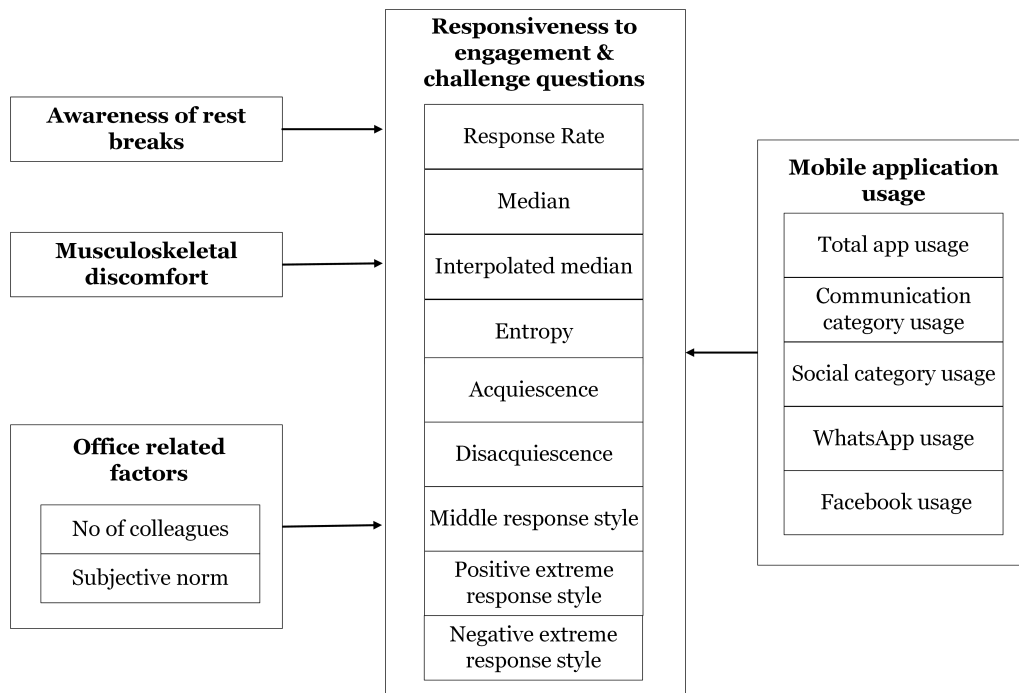 Awareness of rest
breaks
Musculoskeletal
discomfort
Office related
factors
No of colleagues
Subjective norm
Responsiveness to
engagement &
challenge questions
Response Rate
Median
Interpolated median
Entropy
Acquiescence
Disacquiescence
Middle response style
Positive extreme
response style
Negative extreme
response style
Mobile application
usage
Total app usage
Communication
category usage
Social category usage
WhatsApp usage
Facebook usage